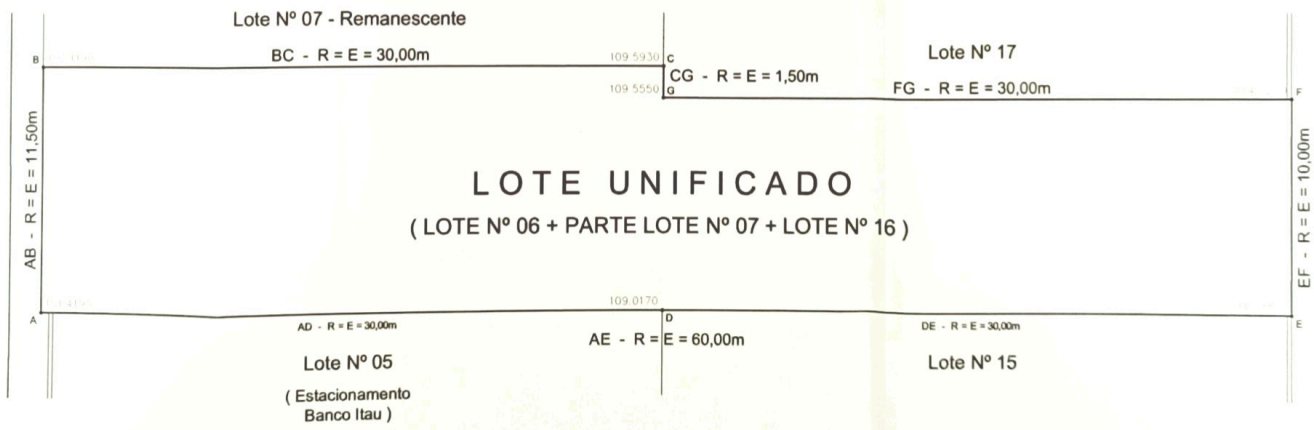 Lote Nº 07 - Remanescente
BC - R = E = 30,00m
B
109.5930
C
CG - R = E = 1,50m
109.5550
G
Lote Nº 17
FG - R = E = 30,00m
F
AB - R = E = 11,50m
EF - R = E = 10,00m
LOTE UNIFICADO
( LOTE Nº 06 + PARTE LOTE Nº 07 + LOTE Nº 16 )
109.0170
A
AD - R = E = 30,00m
D
DE - R = E = 30,00m
E
AE - R = E = 60,00m
Lote Nº 05
Lote Nº 15
( Estacionamento
Banco Itau )